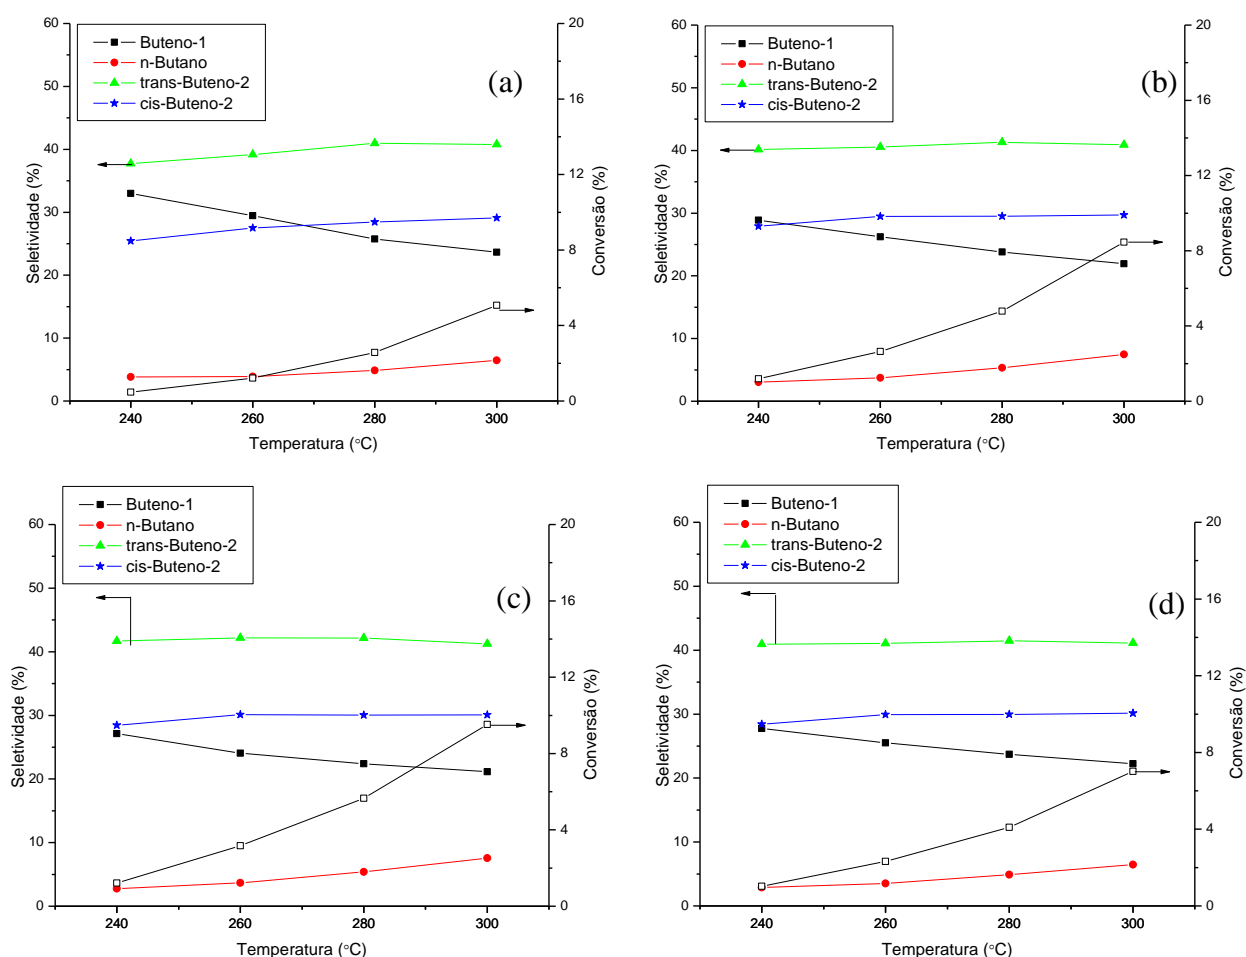 Buteno-1
n-Butano
trans-Buteno-2
cis-Buteno-2
(a)
Seletividade (%)
60
50
40
30
20
10
0
20
16
12
8
4
0
Conversão (%)
240 260 280 300
Temperatura (°C)
Buteno-1
n-Butano
trans-Buteno-2
cis-Buteno-2
(b)
Seletividade (%)
60
50
40
30
20
10
0
20
16
12
8
4
0
Conversão (%)
240 260 280 300
Temperatura (°C)
Buteno-1
n-Butano
trans-Buteno-2
cis-Buteno-2
(c)
Seletividade (%)
60
50
40
30
20
10
0
20
16
12
8
4
0
Conversão (%)
240 260 280 300
Temperatura (°C)
Buteno-1
n-Butano
trans-Buteno-2
cis-Buteno-2
(d)
Seletividade (%)
60
50
40
30
20
10
0
20
16
12
8
4
0
Conversão (%)
240 260 280 300
Temperatura (°C)